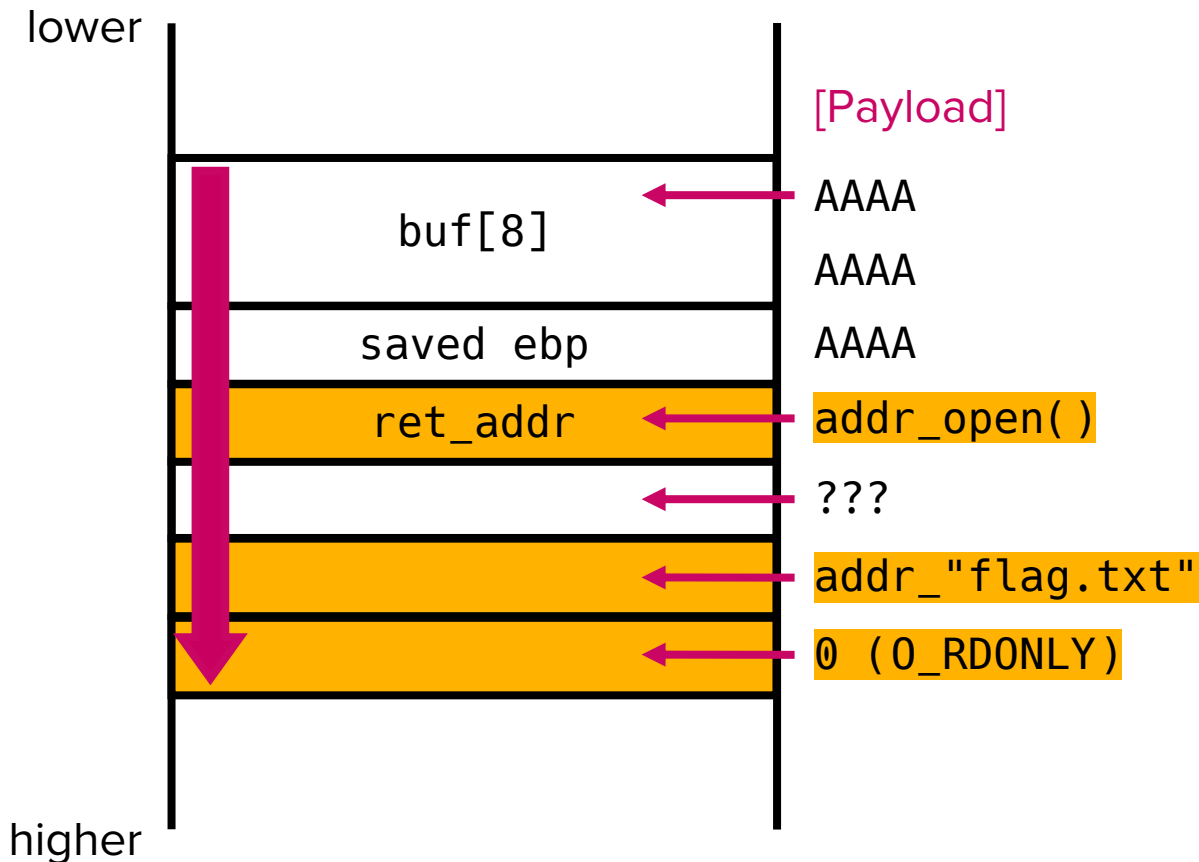 lower
[Payload]
AAAA
buf[8]
AAAA
saved ebp
AAAA
ret_addr
addr_open()
???
addr_"flag.txt"
0 (O_RDONLY)
higher